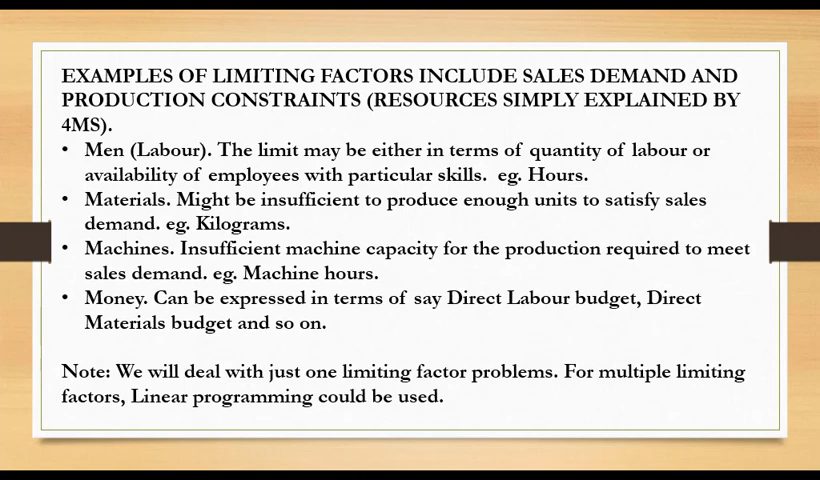 EXAMPLES OF LIMITING FACTORS INCLUDE SALES DEMAND AND
PRODUCTION CONSTRAINTS (RESOURCES SIMPLY EXPLAINED BY
4MS).
• Men (Labour). The limit may be either in terms of quantity of labour or
availability of employees with particular skills. eg. Hours.
• Materials. Might be insufficient to produce enough units to satisfy sales
demand. eg. Kilograms.
• Machines. Insufficient machine capacity for the production required to meet
sales demand. eg. Machine hours.
• Money. Can be expressed in terms of say Direct Labour budget, Direct
Materials budget and so on.
Note: We will deal with just one limiting factor problems. For multiple limiting
factors, Linear programming could be used.